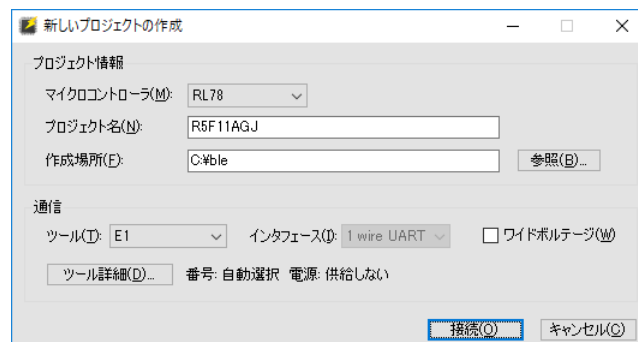 新しいプロジェクトの作成
プロジェクト情報
マイクロコントローラ(M): RL78
プロジェクト名(N): R5F11AGJ
作成場所(F): C:¥ble 参照(B)...
通信
ツール(T): E1 インタフェース(I): 1 wire UART ワイドボルテージ(W)
ツール詳細(D)... 番号: 自動選択 電源: 供給しない
接続(O) キャンセル(C)